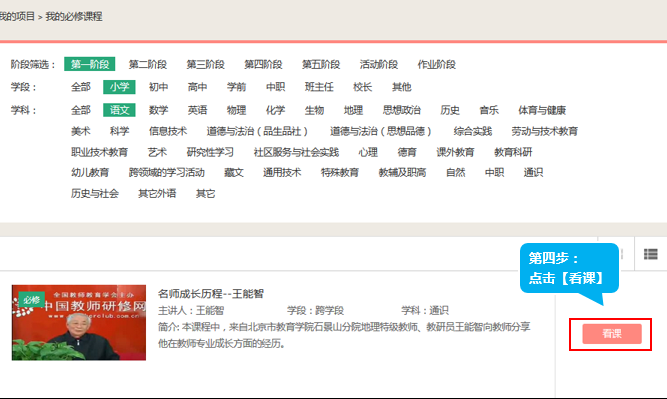 我的项目 > 我的必修课程
阶段筛选： 第一阶段 第二阶段 第三阶段 第四阶段 第五阶段 活动阶段 作业阶段
学段： 全部 小学 初中 高中 学前 中职 班主任 校长 其他
学科： 全部 语文 数学 英语 物理 化学 生物 地理 思想政治 历史 音乐 体育与健康
美术 科学 信息技术 道德与法治（品生品社） 道德与法治（思想品德） 综合实践 劳动与技术教育
职业技术教育 艺术 研究性学习 社区服务与社会实践 心理 德育 课外教育 教育科研
幼儿教育 跨领域的学习活动 藏文 通用技术 特殊教育 教辅及职高 自然 中职 通识
历史与社会 其它外语 其它
第四步：
点击【看课】
必修
全国教师教育学会主办
中国教师研修网
名师成长历程--王能智
主讲人：王能智 学段：跨学段 学科：通识
简介: 本课程中，来自北京市教育学院石景山分院地理特级教师、教研员王能智向教师分享
他在教师专业成长方面的经历。
看课